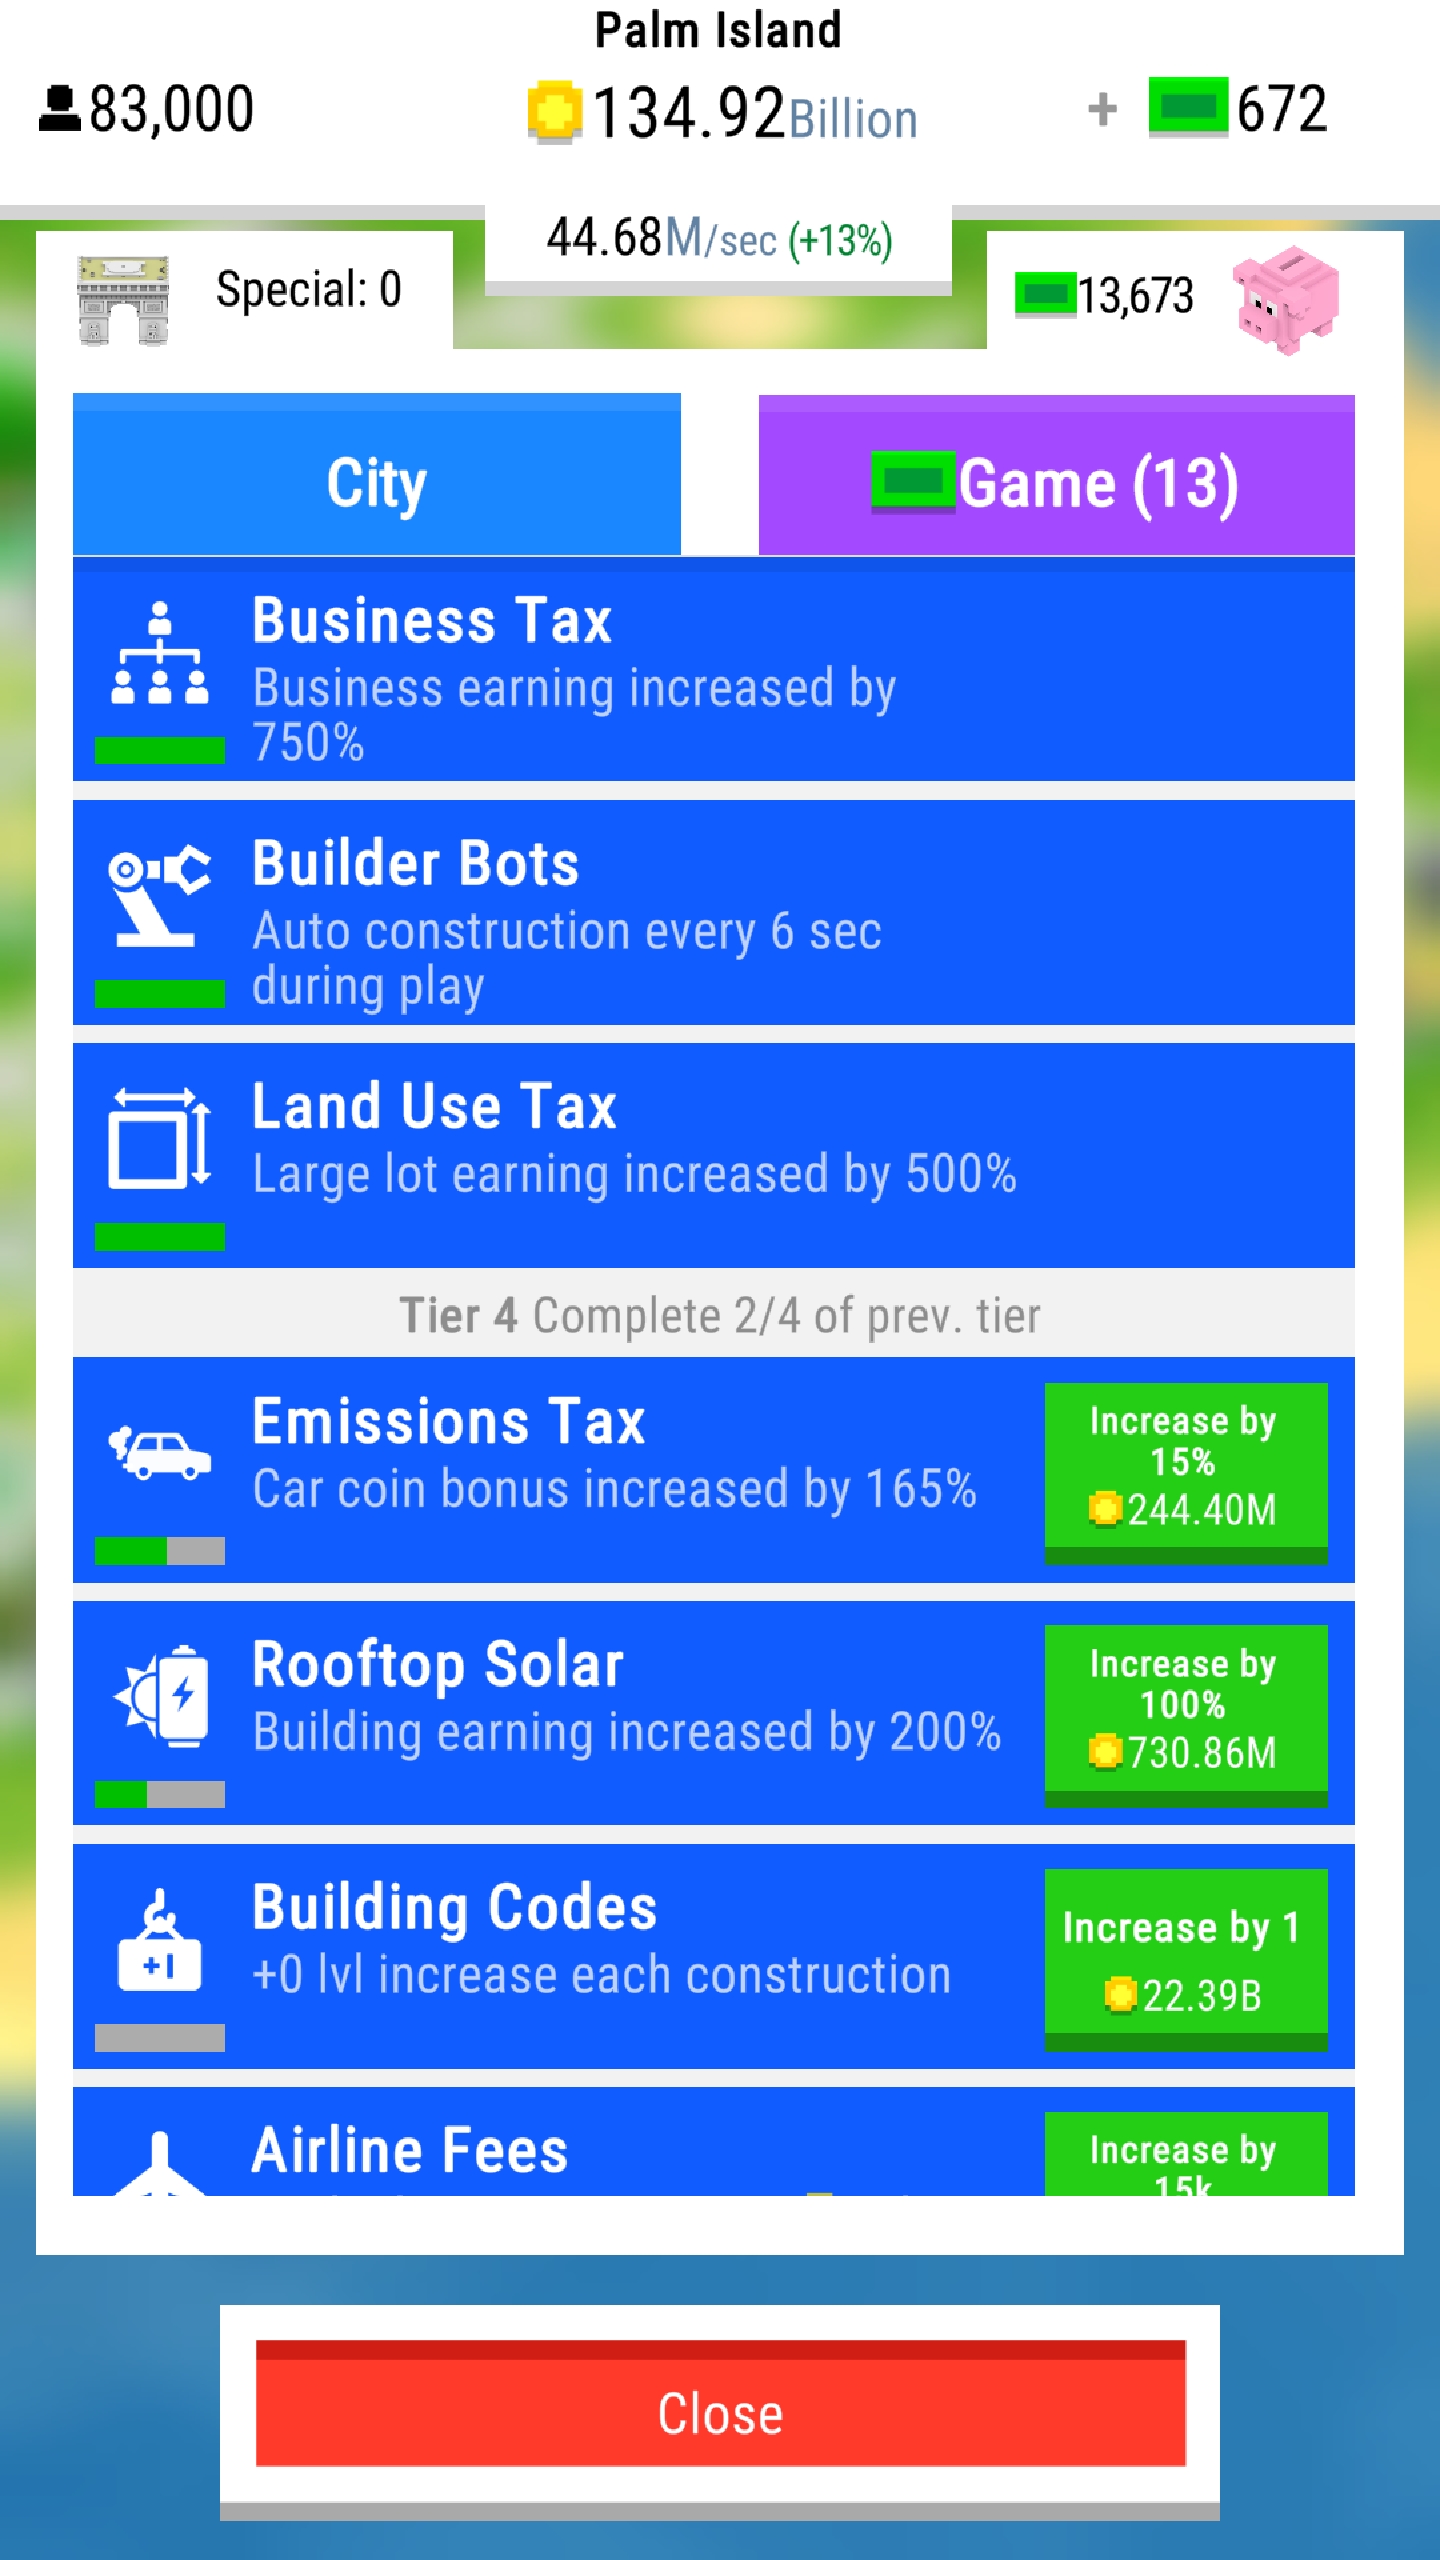 Palm Island
83,000
134.92Billion
+ 672
44.68M/sec (+13%)
Special: 0
13,673
City
Game (13)
Business Tax
Business earning increased by
750%
Builder Bots
Auto construction every 6 sec
during play
Land Use Tax
Large lot earning increased by 500%
Tier 4 Complete 2/4 of prev. tier
Emissions Tax
Car coin bonus increased by 165%
Increase by
15%
244.40M
Rooftop Solar
Building earning increased by 200%
Increase by
100%
730.86M
Building Codes
+0 lvl increase each construction
+1
Increase by 1
22.39B
Airline Fees
Increase by
15k
Close